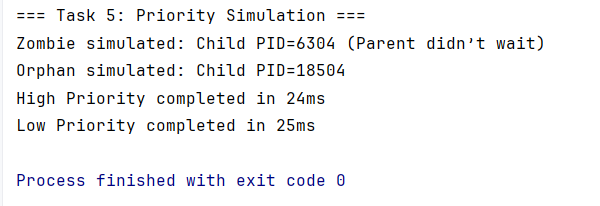 === Task 5: Priority Simulation ===
Zombie simulated: Child PID=6304 (Parent didn’t wait)
Orphan simulated: Child PID=18504
High Priority completed in 24ms
Low Priority completed in 25ms
Process finished with exit code 0